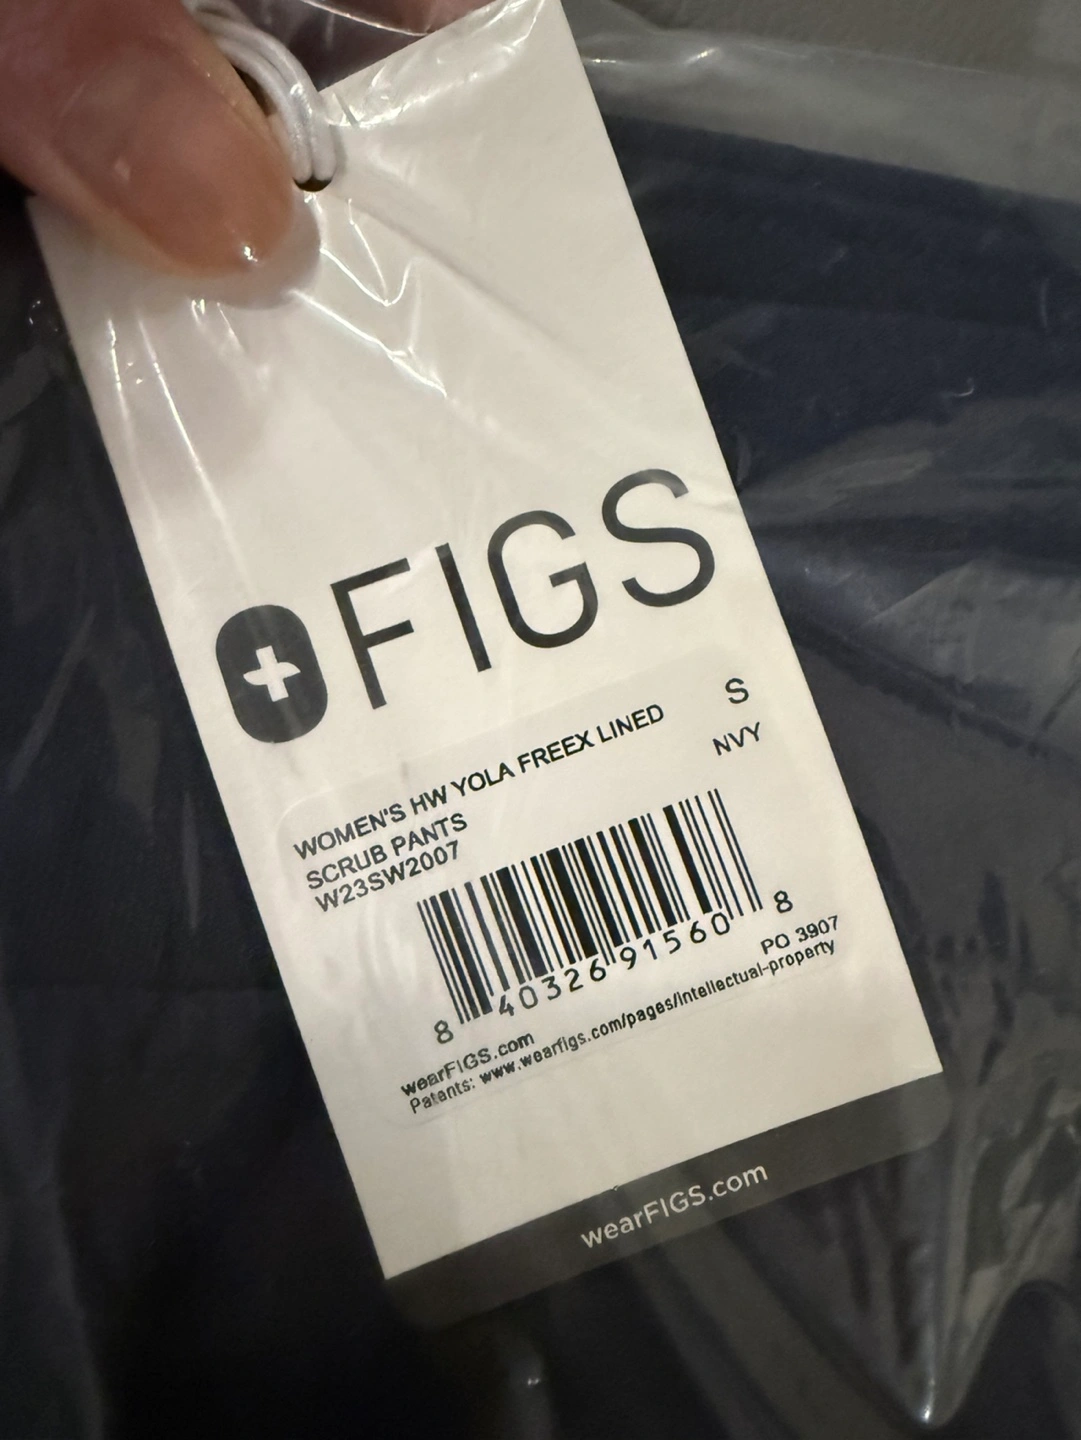 FIGS
S
WOMEN'S HW YOLA FREEX LINED
NVY
SCRUB PANTS
W23SW2007
8 40326 91560 8
PO 3907
wearFIGS.com
Patents: www.wearfigs.com/pages/intellectual-property
wearFIGS.com